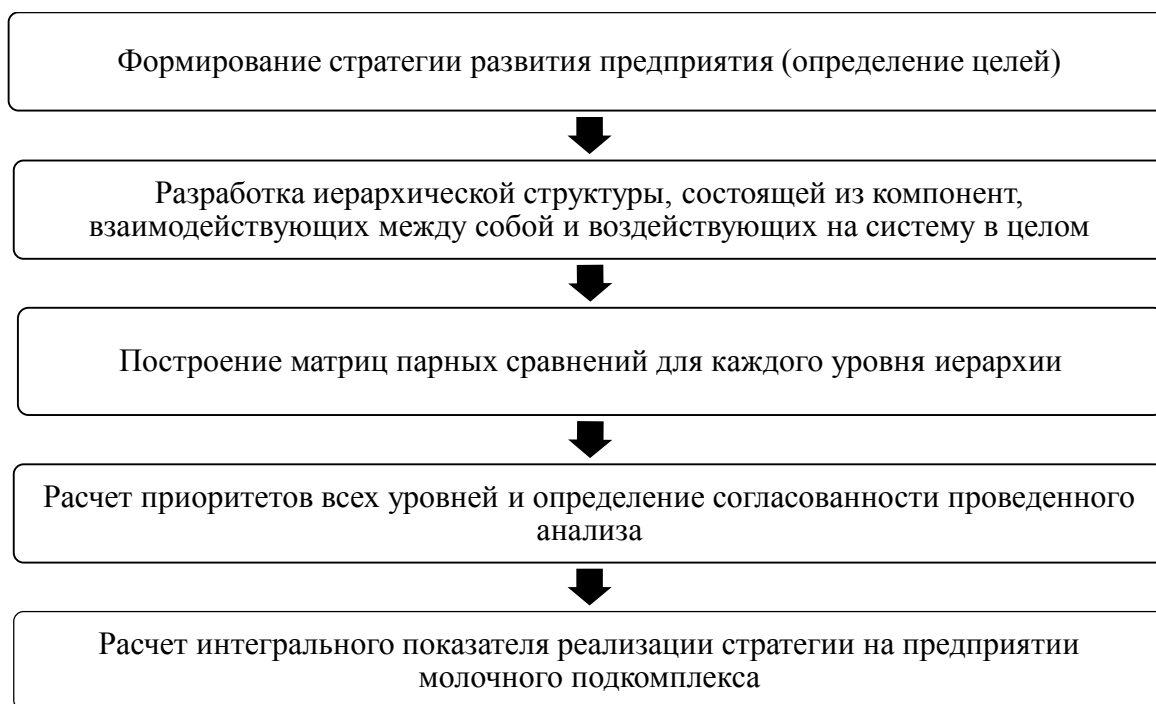 Формирование стратегии развития предприятия (определение целей)
Разработка иерархической структуры, состоящей из компонент,
взаимодействующих между собой и воздействующих на систему в целом
Построение матриц парных сравнений для каждого уровня иерархии
Расчет приоритетов всех уровней и определение согласованности проведенного
анализа
Расчет интегрального показателя реализации стратегии на предприятии
молочного подкомплекса